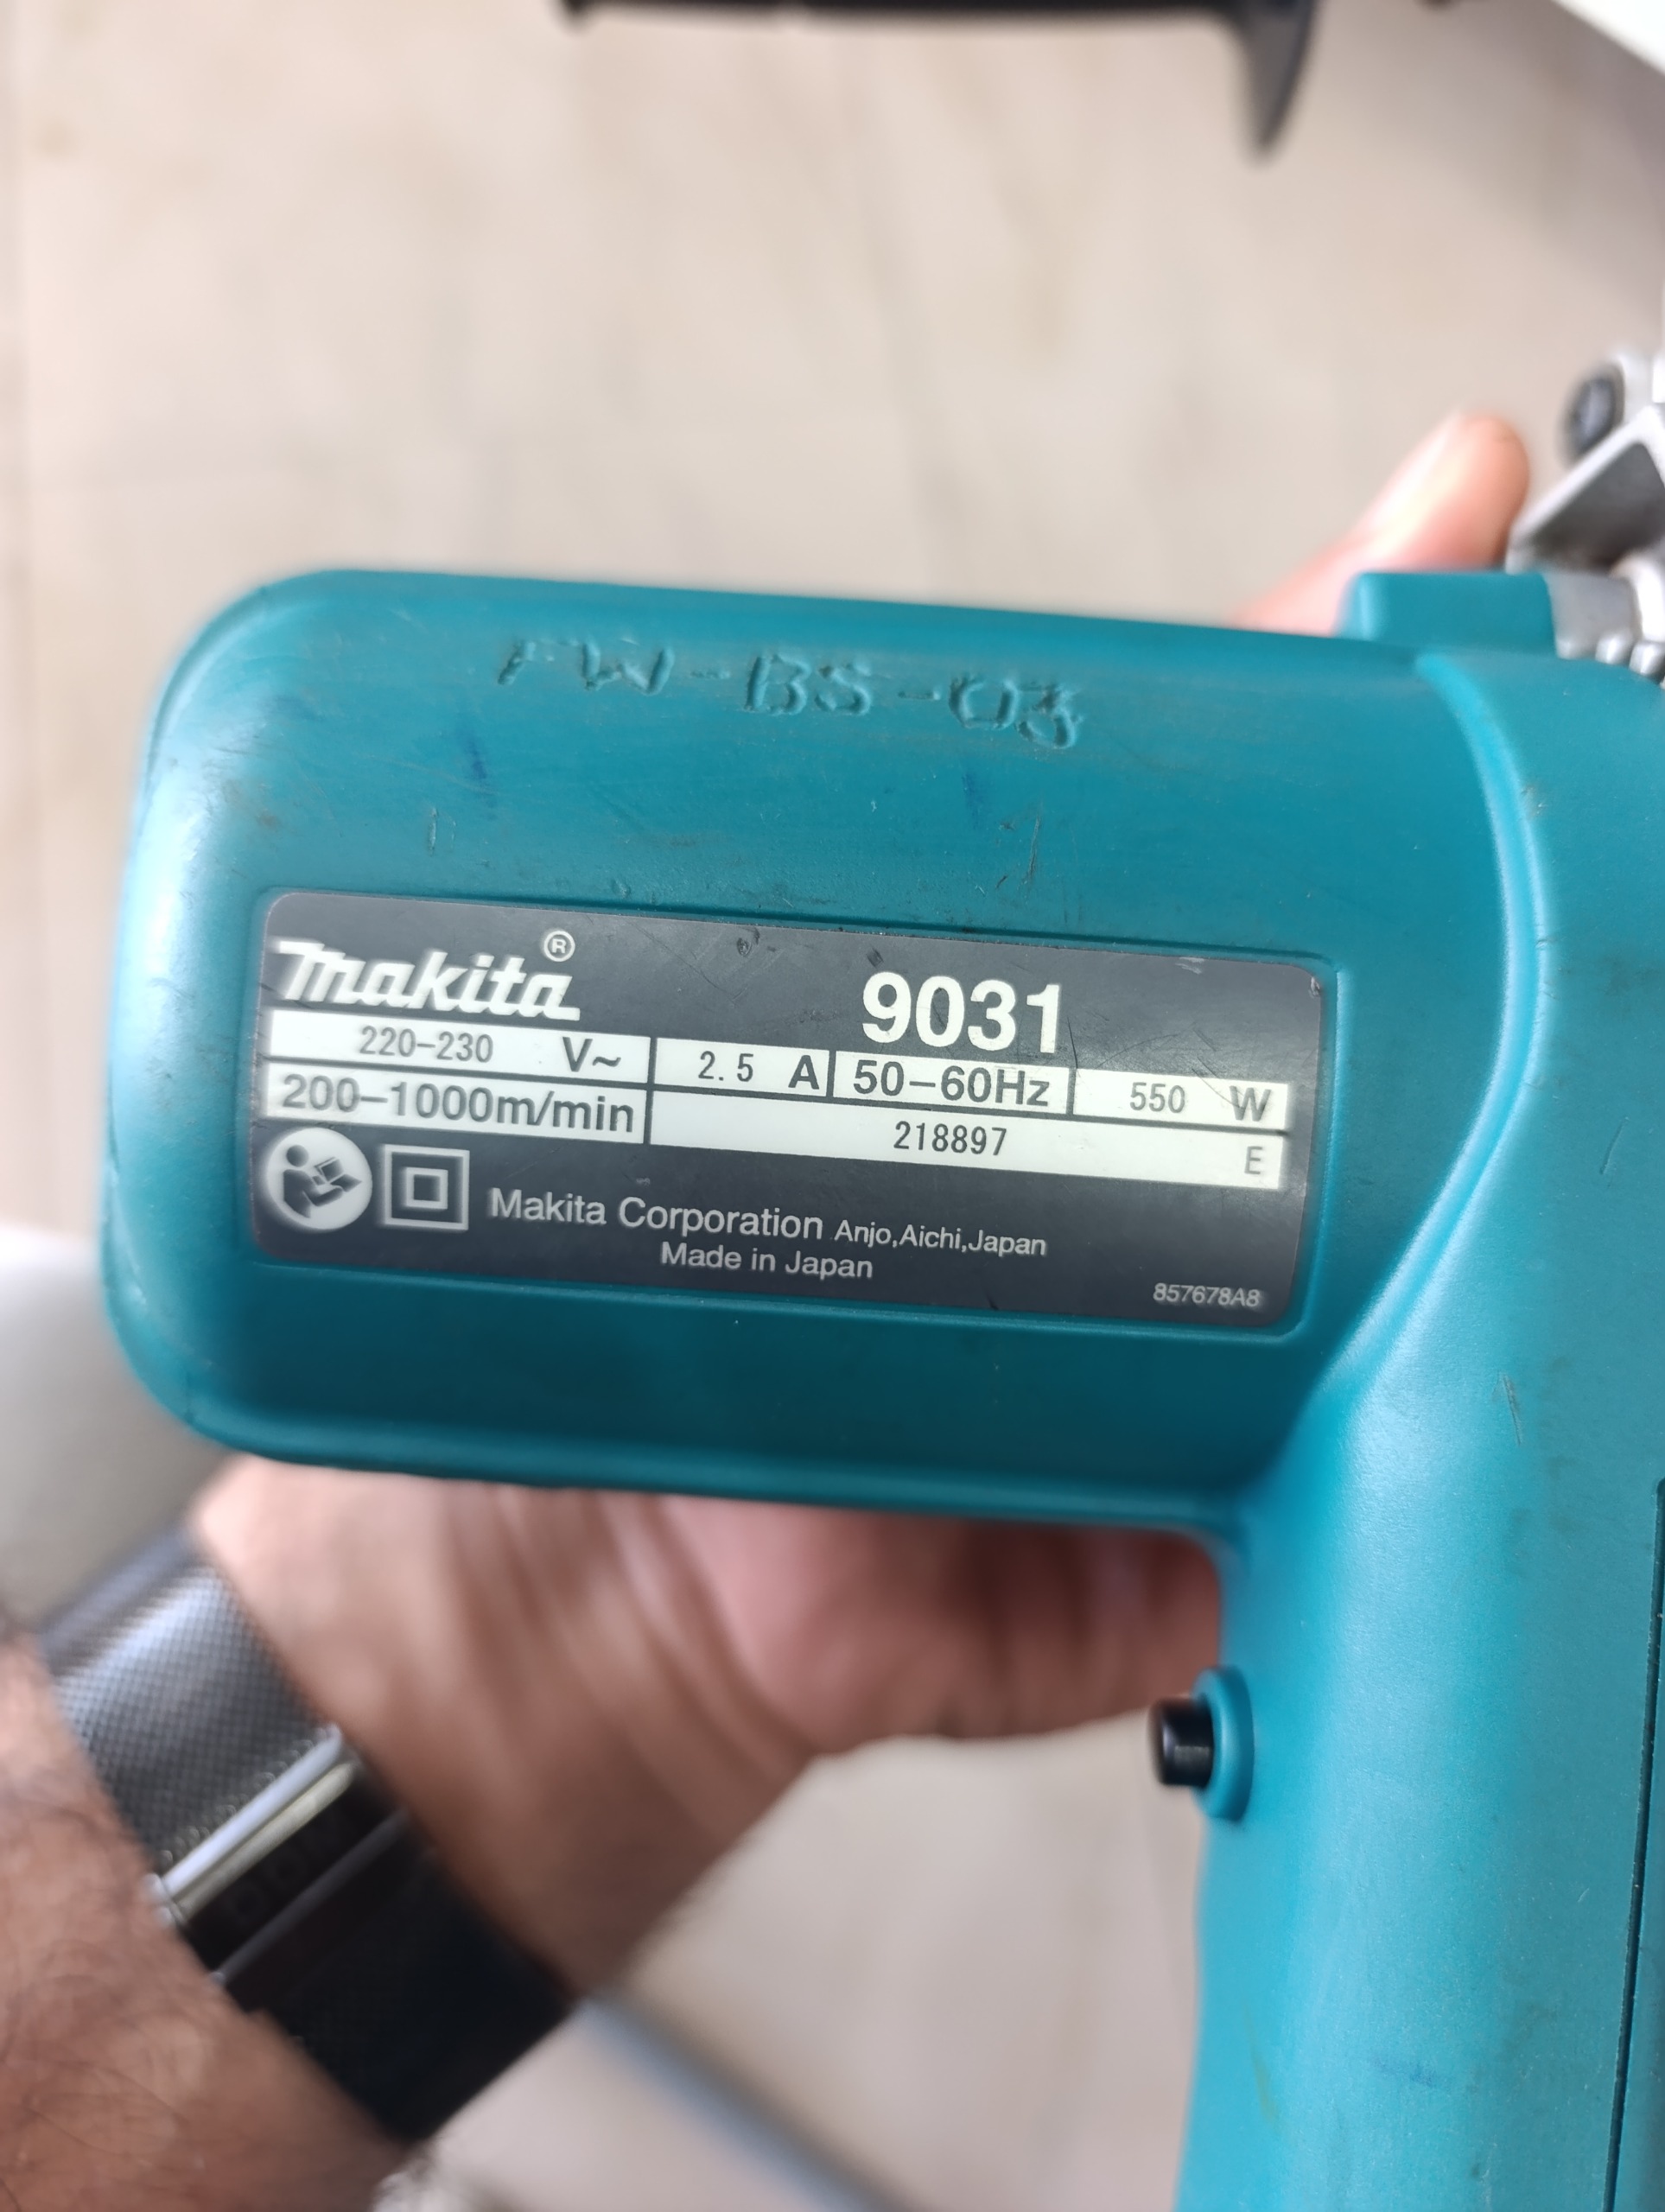 FW-BS-03
makita®
9031
220-230 V~ 2.5 A 50-60Hz 550 W
200-1000m/min 218897 E
Makita Corporation Anjo,Aichi,Japan
Made in Japan
857678A8